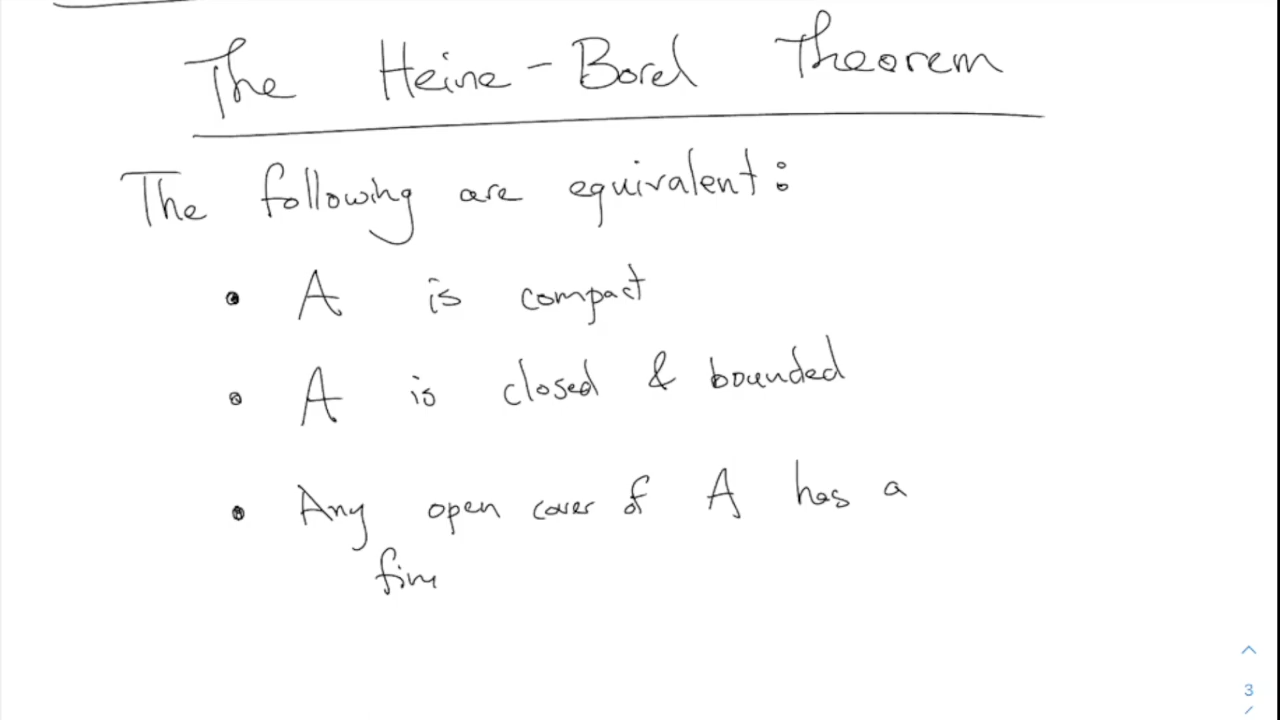 The Heine-Borel Theorem
The following are equivalent:
• A is compact
• A is closed & bounded
• Any open cover of A has a
fin
3